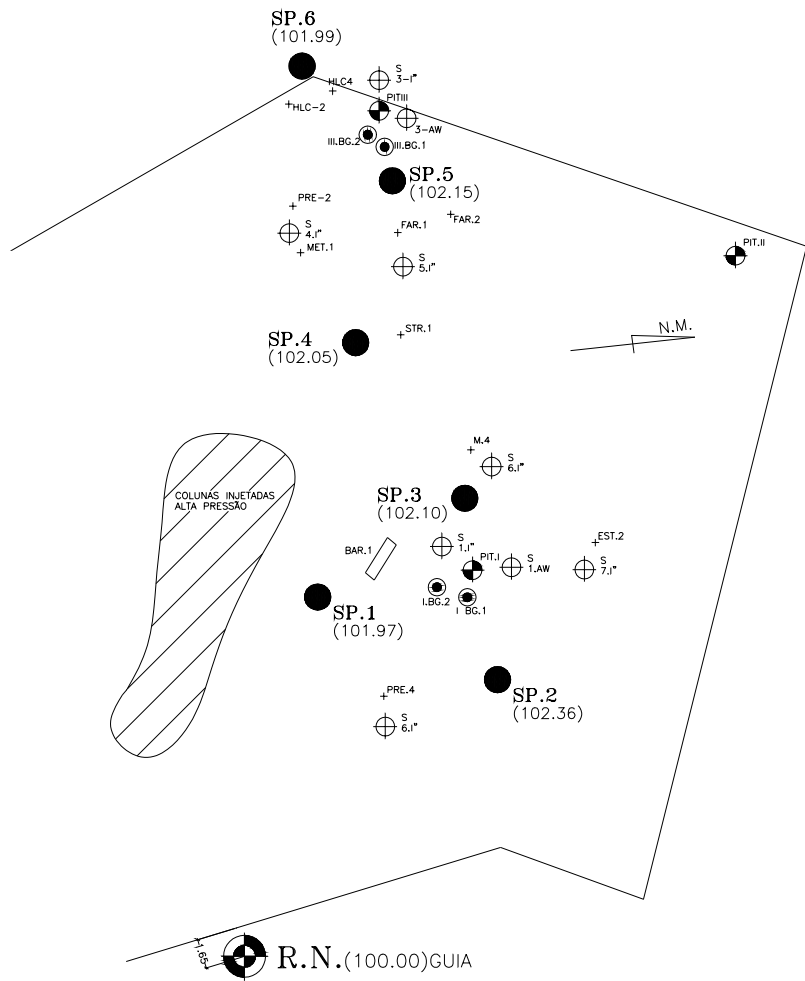 SP.6
(101.99)
S
3-1"
HLC4
HLC-2
PITIII
3-AW
III.BG.2
III.BG.1
SP.5
(102.15)
PRE-2
FAR.2
S
4.1"
FAR.1
MET.1
PIT.II
S
5.1"
N.M.
STR.1
SP.4
(102.05)
M.4
S
6.1"
COLUNAS INJETADAS
ALTA PRESSÃO
SP.3
(102.10)
EST.2
BAR.1
S
1.1"
PIT.I
S
1.AW
S
7.1"
I.BG.2
I BG.1
SP.1
(101.97)
PRE.4
SP.2
(102.36)
S
6.1"
1.65
R.N.(100.00)GUIA